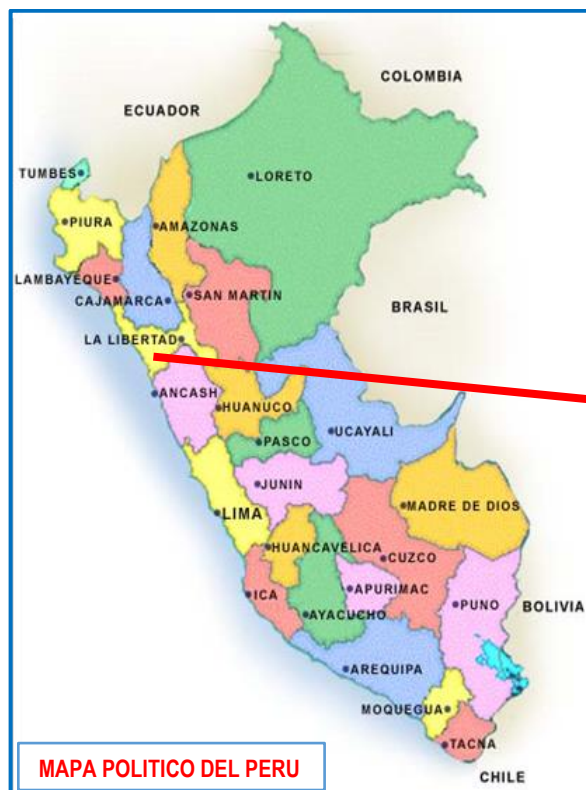 COLOMBIA
ECUADOR
TUMBES
LORETO
PIURA
AMAZONAS
LAMBAYEQUE
SAN MARTIN
CAJAMARCA
BRASIL
LA LIBERTAD
ANCASH
HUANUCO
UCAYALI
PASCO
JUNIN
MADRE DE DIOS
LIMA
HUANCAVELICA
CUZCO
APURIMAC
ICA
PUNO
BOLIVIA
AYACUCHO
AREQUIPA
MOQUEGUA
TACNA
MAPA POLITICO DEL PERU
CHILE